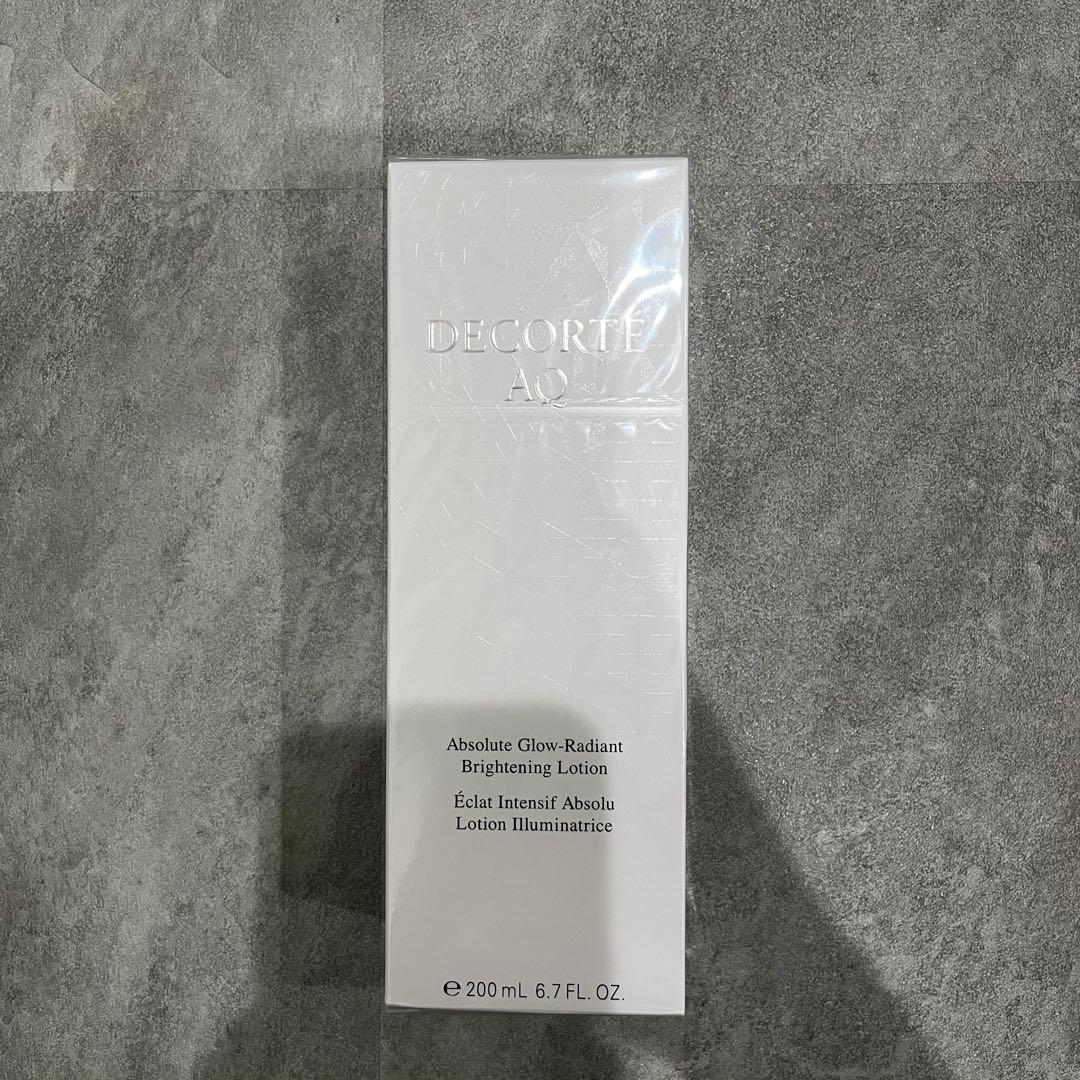 DECORTÉ
AQ
Absolute Glow-Radiant
Brightening Lotion
Éclat Intensif Absolu
Lotion Illuminatrice
℮ 200 mL 6.7 FL. OZ.